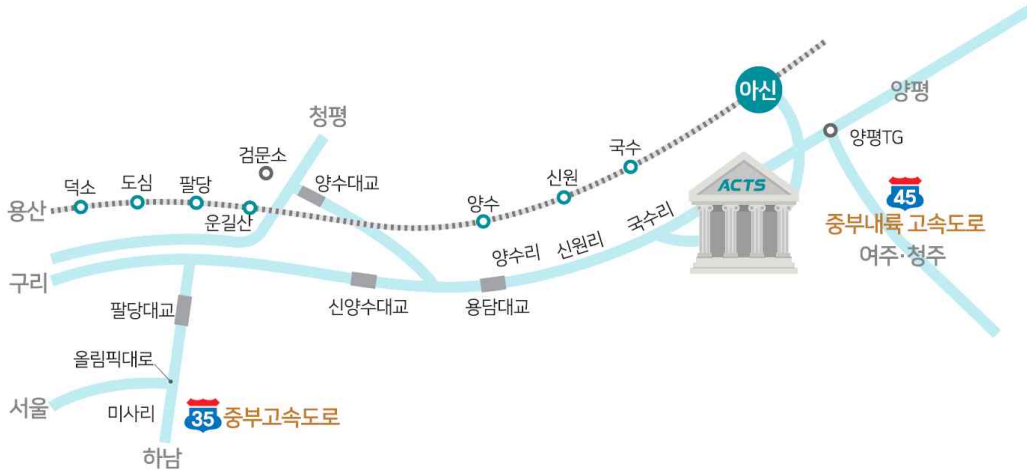 아신
양평
청평
양평TG
검문소
국수
양수대교
덕소
도심
팔당
신원
ACTS
45
용산
운길산
양수
국수리
중부내륙 고속도로
양수리
신원리
여주·청주
구리
팔당대교
신양수대교
용담대교
올림픽대로
서울
미사리
35
중부고속도로
하남